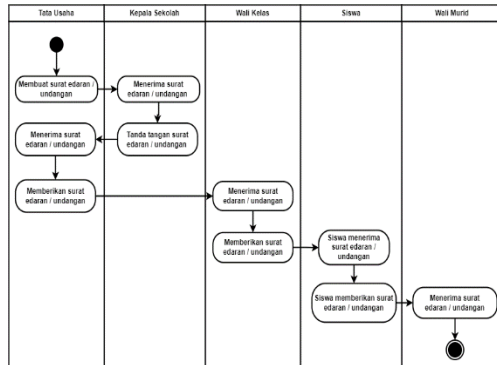 Tata Usaha
Kepala Sekolah
Wali Kelas
Siswa
Wali Murid
Membuat surat edaran /
undangan
Menerima surat
edaran / undangan
Menerima surat
edaran / undangan
Tanda tangan surat
edaran / undangan
Memberikan surat
edaran / undangan
Menerima surat
edaran / undangan
Memberikan surat
edaran / undangan
Siswa menerima
surat edaran /
undangan
Siswa memberikan surat
edaran / undangan
Menerima surat
edaran / undangan